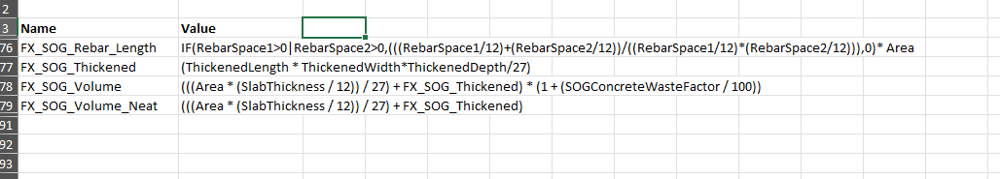 2
3 Name Value
76 FX_SOG_Rebar_Length IF(RebarSpace1>0|RebarSpace2>0,(((RebarSpace1/12)+(RebarSpace2/12))/((RebarSpace1/12)*(RebarSpace2/12))),0)* Area
77 FX_SOG_Thickened (ThickenedLength * ThickenedWidth*ThickenedDepth/27)
78 FX_SOG_Volume (((Area * (SlabThickness / 12)) / 27) + FX_SOG_Thickened) * (1 + (SOGConcreteWasteFactor / 100))
79 FX_SOG_Volume_Neat (((Area * (SlabThickness / 12)) / 27) + FX_SOG_Thickened)
91
92
93